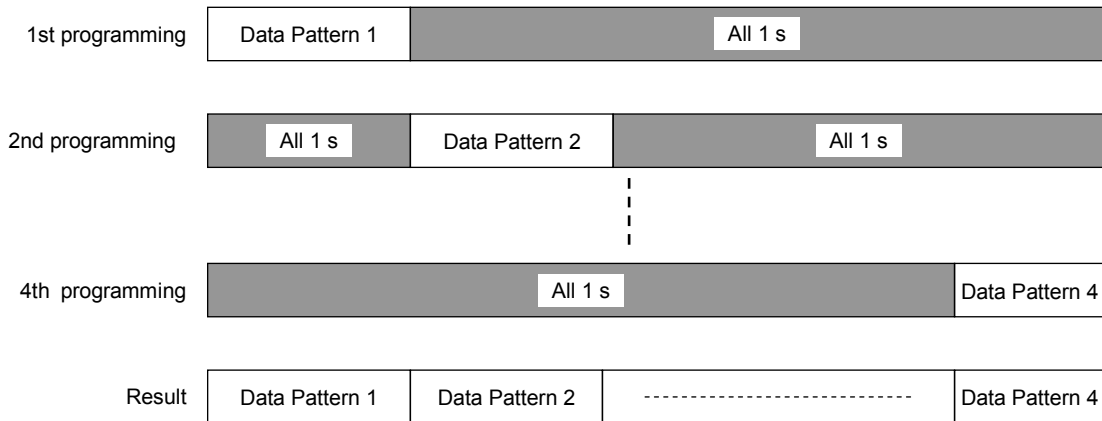 1st programming Data Pattern 1 All 1 s
2nd programming All 1 s Data Pattern 2 All 1 s
4th programming All 1 s Data Pattern 4
Result Data Pattern 1 Data Pattern 2 Data Pattern 4